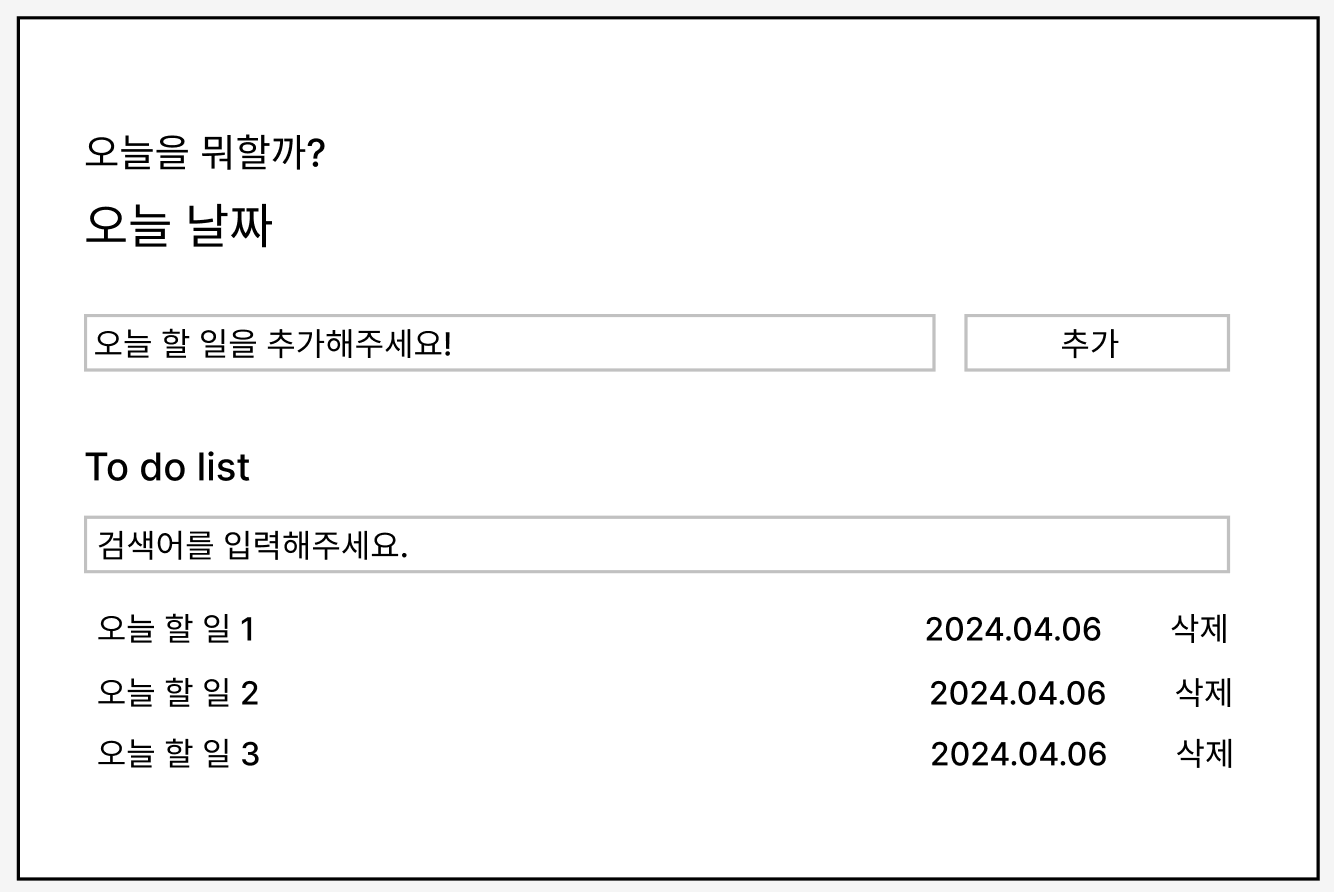 오늘을 뭐할까?
오늘 날짜
오늘 할 일을 추가해주세요! 추가
To do list
검색어를 입력해주세요.
오늘 할 일 1 2024.04.06 삭제
오늘 할 일 2 2024.04.06 삭제
오늘 할 일 3 2024.04.06 삭제